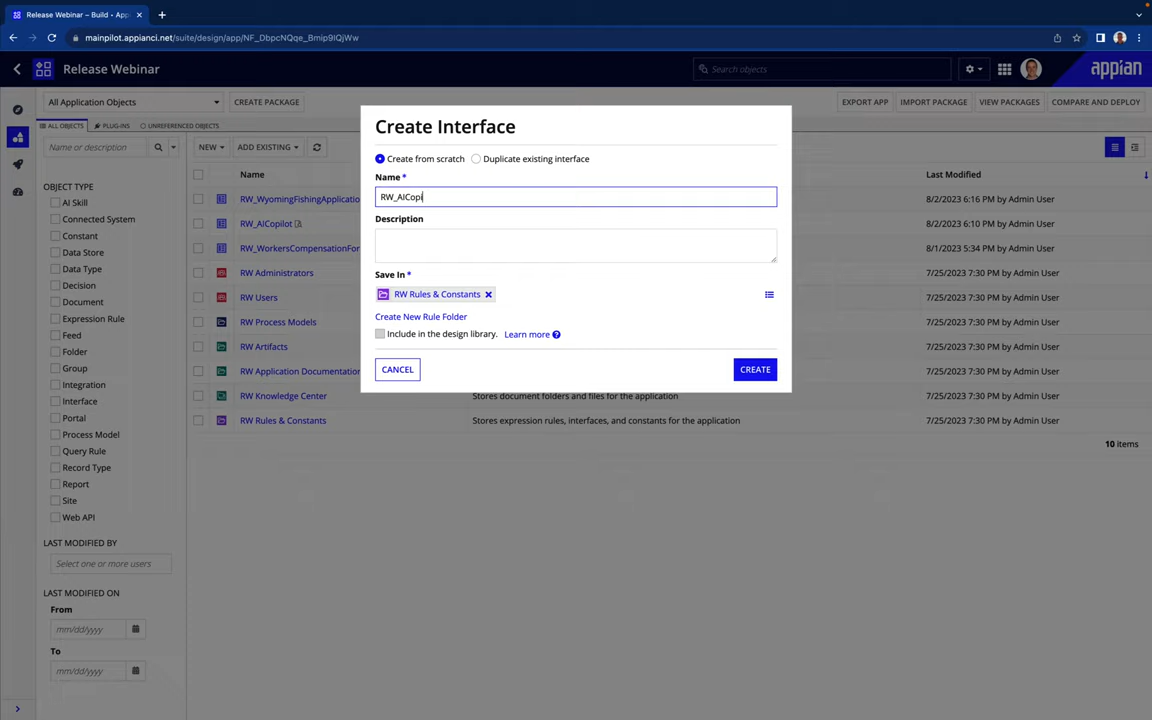 Release Webinar – Build – App
mainpilot.appianci.net/suite/design/app/NF_DbpcNQqe_Bmip9IQjWw
Release Webinar
Search objects
appian
All Application Objects
CREATE PACKAGE
EXPORT APP
IMPORT PACKAGE
VIEW PACKAGES
COMPARE AND DEPLOY
ALL OBJECTS
PLUG-INS
UNREFERENCED OBJECTS
Name or description
NEW
ADD EXISTING
OBJECT TYPE
AI Skill
Connected System
Constant
Data Store
Data Type
Decision
Document
Expression Rule
Feed
Folder
Group
Integration
Interface
Portal
Process Model
Query Rule
Record Type
Report
Site
Web API
LAST MODIFIED BY
Select one or more users
LAST MODIFIED ON
From
mm/dd/yyyy
To
mm/dd/yyyy
Name
Last Modified
RW_WyomingFishingApplicatio
8/2/2023 6:16 PM by Admin User
RW_AICopilot
8/2/2023 6:10 PM by Admin User
RW_WorkersCompensationFor
8/1/2023 5:34 PM by Admin User
RW Administrators
7/25/2023 7:30 PM by Admin User
RW Users
7/25/2023 7:30 PM by Admin User
RW Process Models
7/25/2023 7:30 PM by Admin User
RW Artifacts
7/25/2023 7:30 PM by Admin User
RW Application Documentation
7/25/2023 7:30 PM by Admin User
RW Knowledge Center
Stores document folders and files for the application
7/25/2023 7:30 PM by Admin User
RW Rules & Constants
Stores expression rules, interfaces, and constants for the application
7/25/2023 7:30 PM by Admin User
10 items
Create Interface
Create from scratch
Duplicate existing interface
Name *
RW_AICopi
Description
Save In *
RW Rules & Constants
Create New Rule Folder
Include in the design library.
Learn more
CANCEL
CREATE